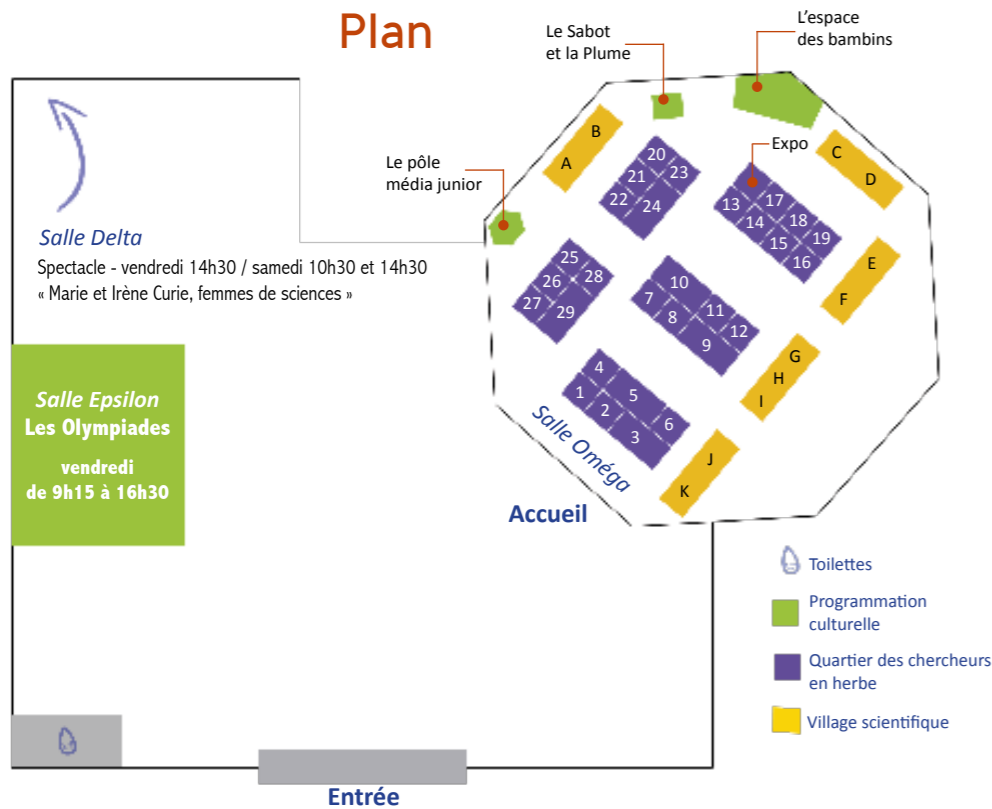 Plan
Le Sabot
et la Plume
L'espace
des bambins
Le pôle
média junior
Expo
Salle Delta
Spectacle - vendredi 14h30 / samedi 10h30 et 14h30
« Marie et Irène Curie, femmes de sciences »
Salle Epsilon
Les Olympiades
vendredi
de 9h15 à 16h30
A
B
C
D
E
F
G
H
I
J
K
20
21
23
22
24
13
17
14
18
15
19
16
25
26
28
27
29
10
7
11
8
12
9
4
1
5
2
6
3
Salle Oméga
Accueil
Toilettes
Programmation
culturelle
Quartier des chercheurs
en herbe
Village scientifique
Entrée